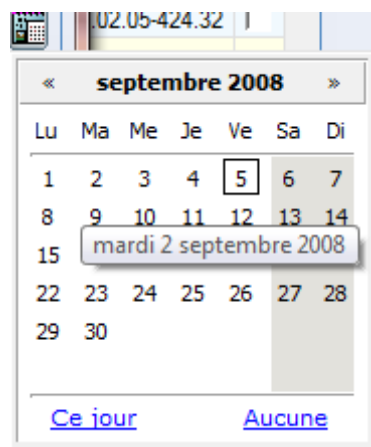 .02.05-424.32
« septembre 2008 »
Lu Ma Me Je Ve Sa Di
1 2 3 4 5 6 7
8 9 10 11 12 13 14
15
mardi 2 septembre 2008
22 23 24 25 26 27 28
29 30
Ce jour Aucune